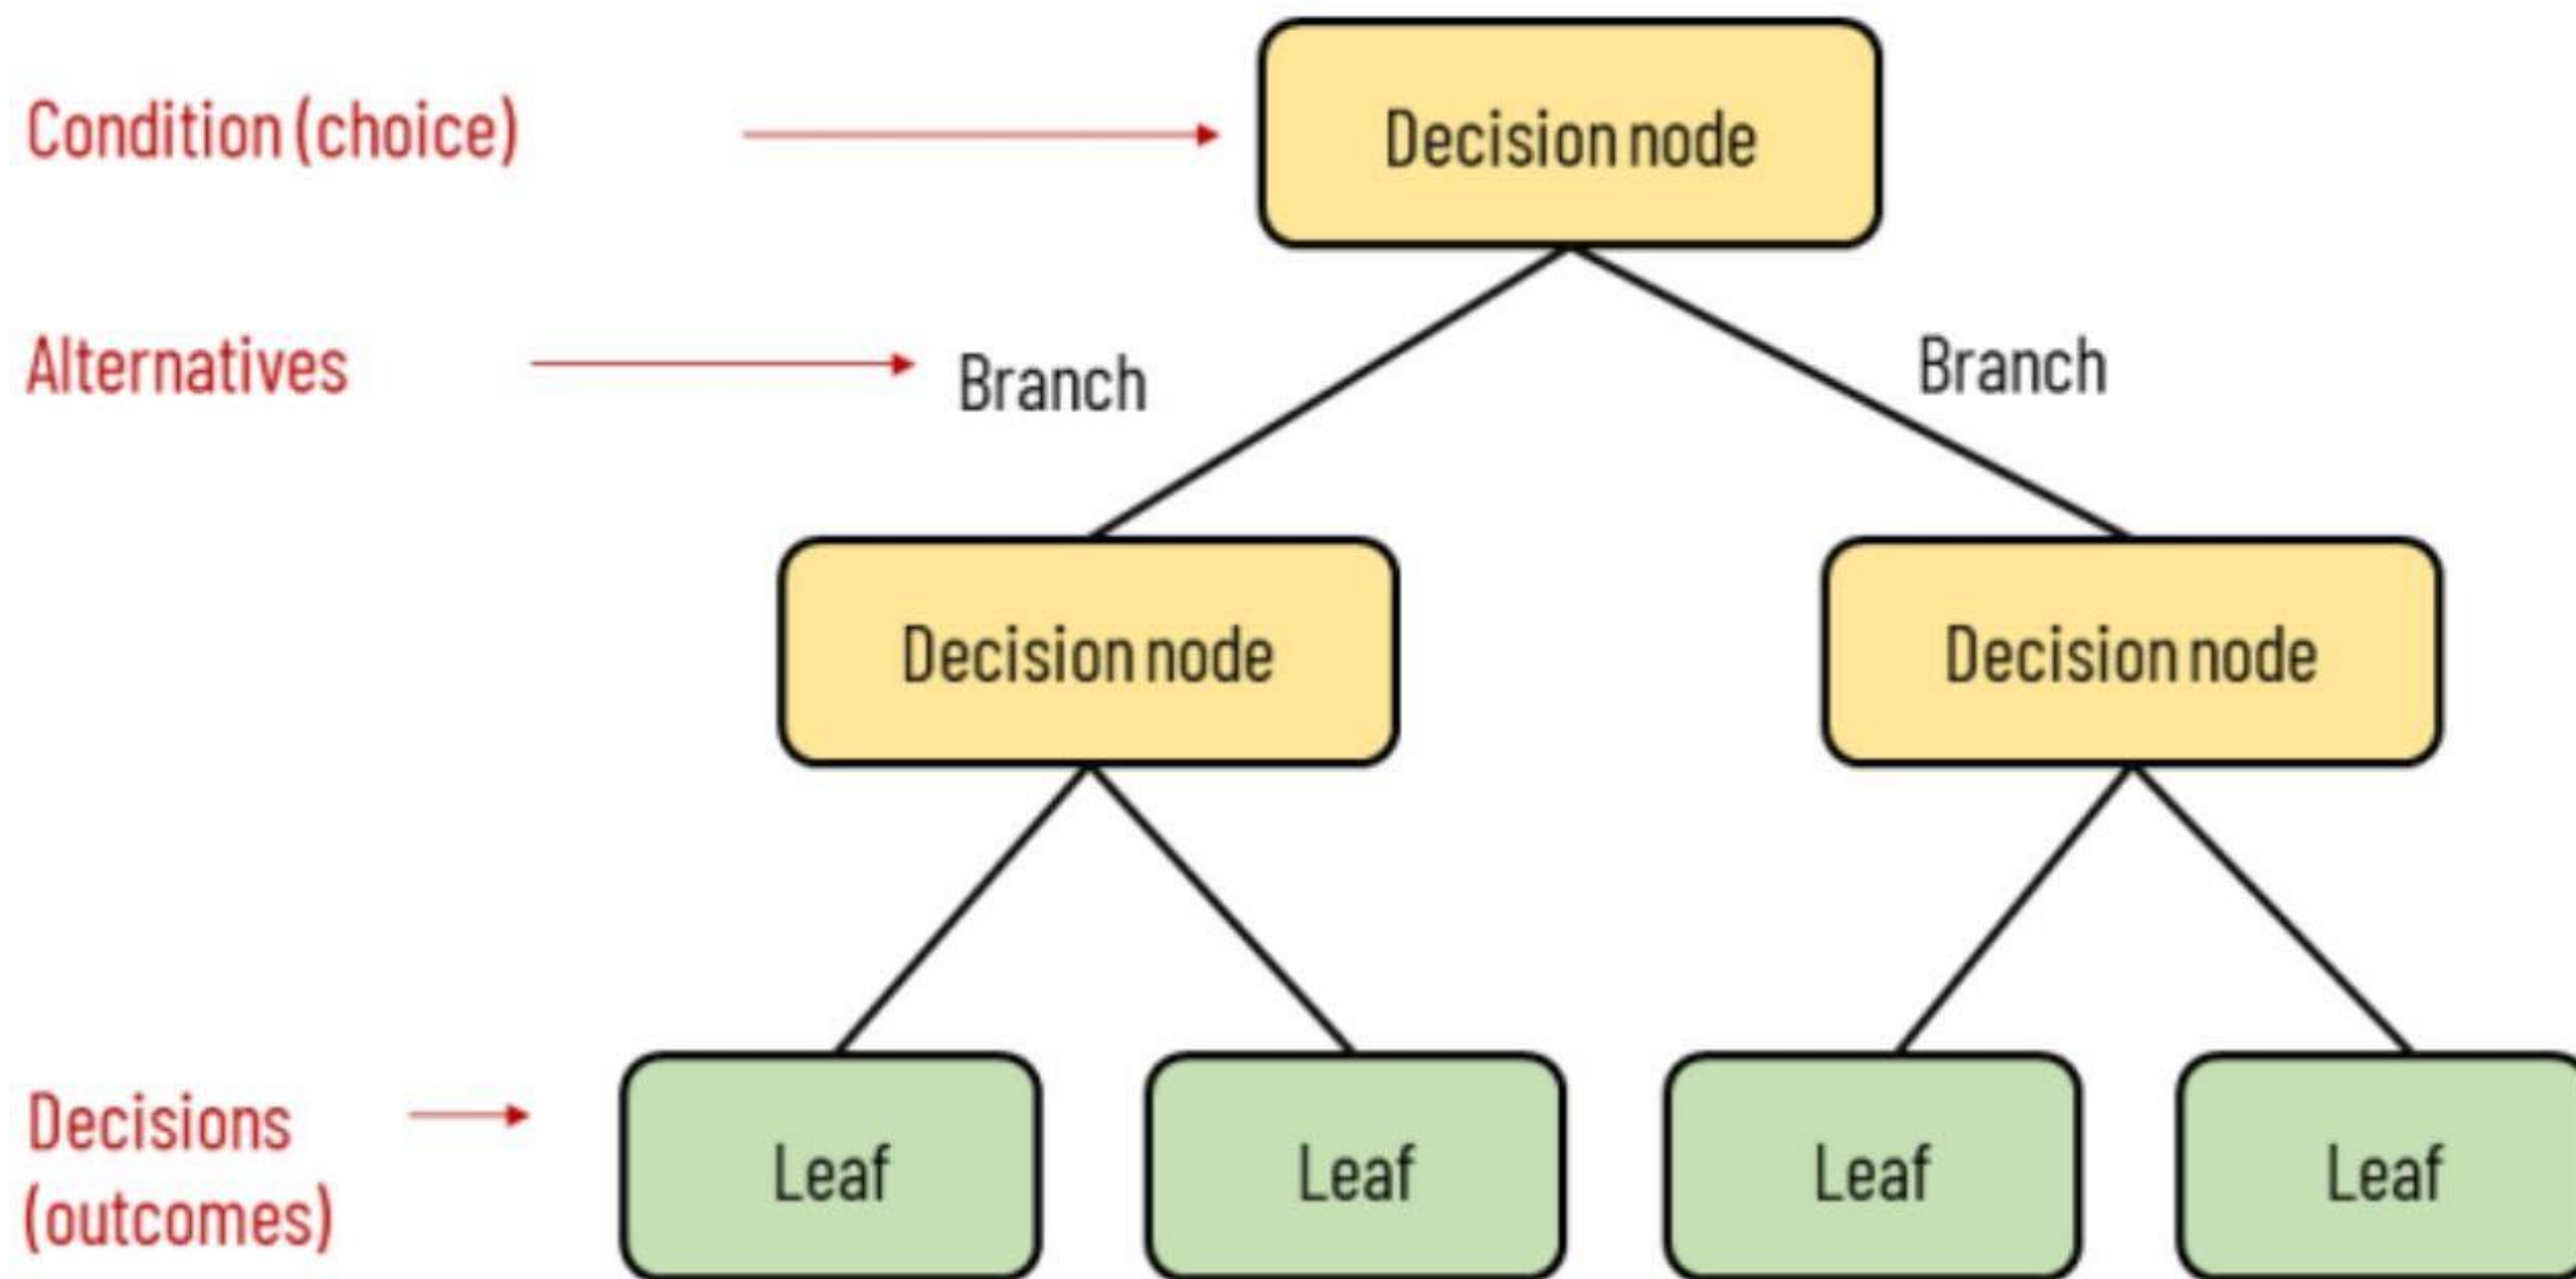 Condition (choice)
Decision node
Alternatives
Branch
Branch
Decision node
Decision node
Decisions
(outcomes)
Leaf
Leaf
Leaf
Leaf